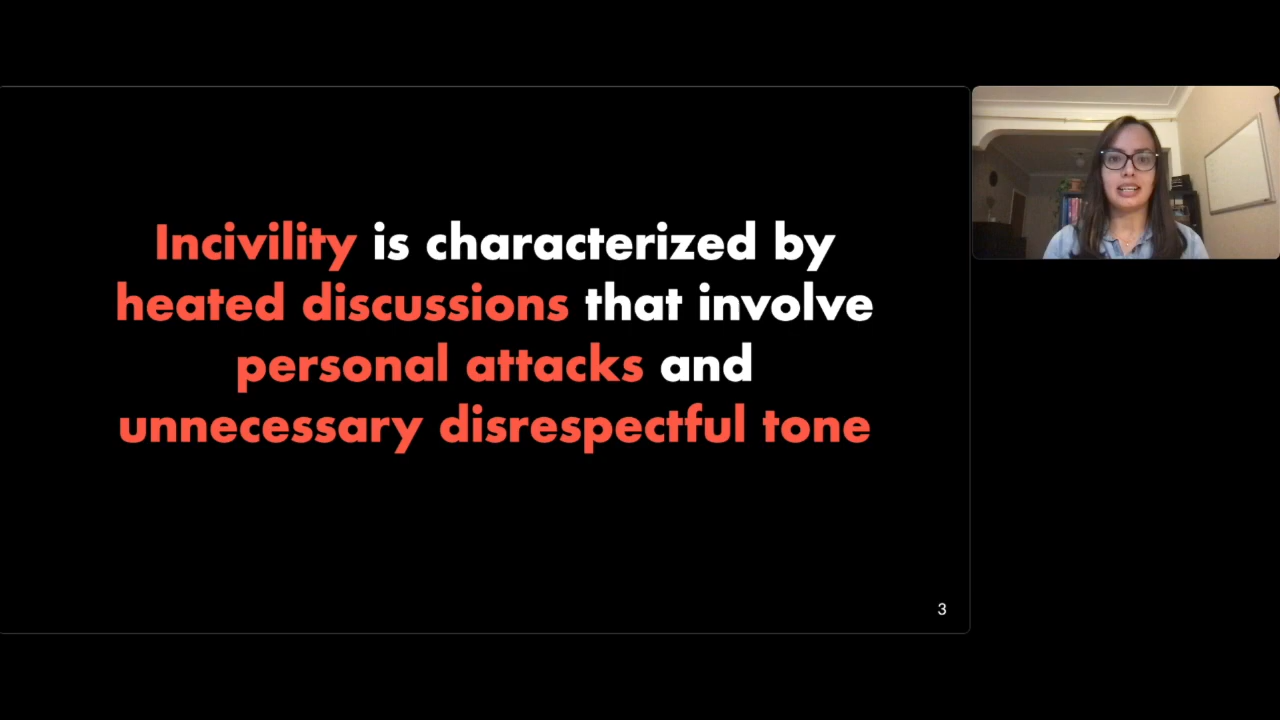 Incivility is characterized by
heated discussions that involve
personal attacks and
unnecessary disrespectful tone
3